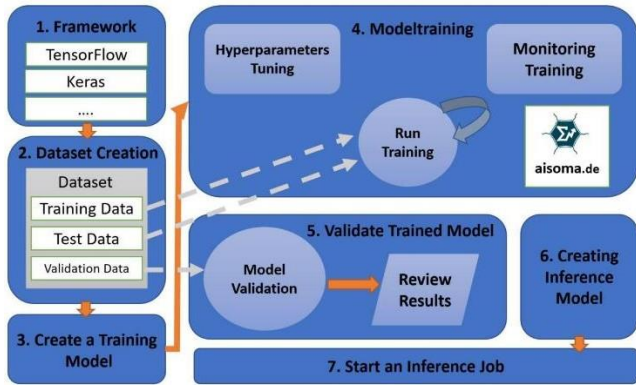 1. Framework
TensorFlow
Keras
....
2. Dataset Creation
Dataset
Training Data
Test Data
Validation Data
3. Create a Training
Model
4. Modeltraining
Hyperparameters
Tuning
Monitoring
Training
Run
Training
aisoma.de
5. Validate Trained Model
Model
Validation
Review
Results
6. Creating
Inference
Model
7. Start an Inference Job